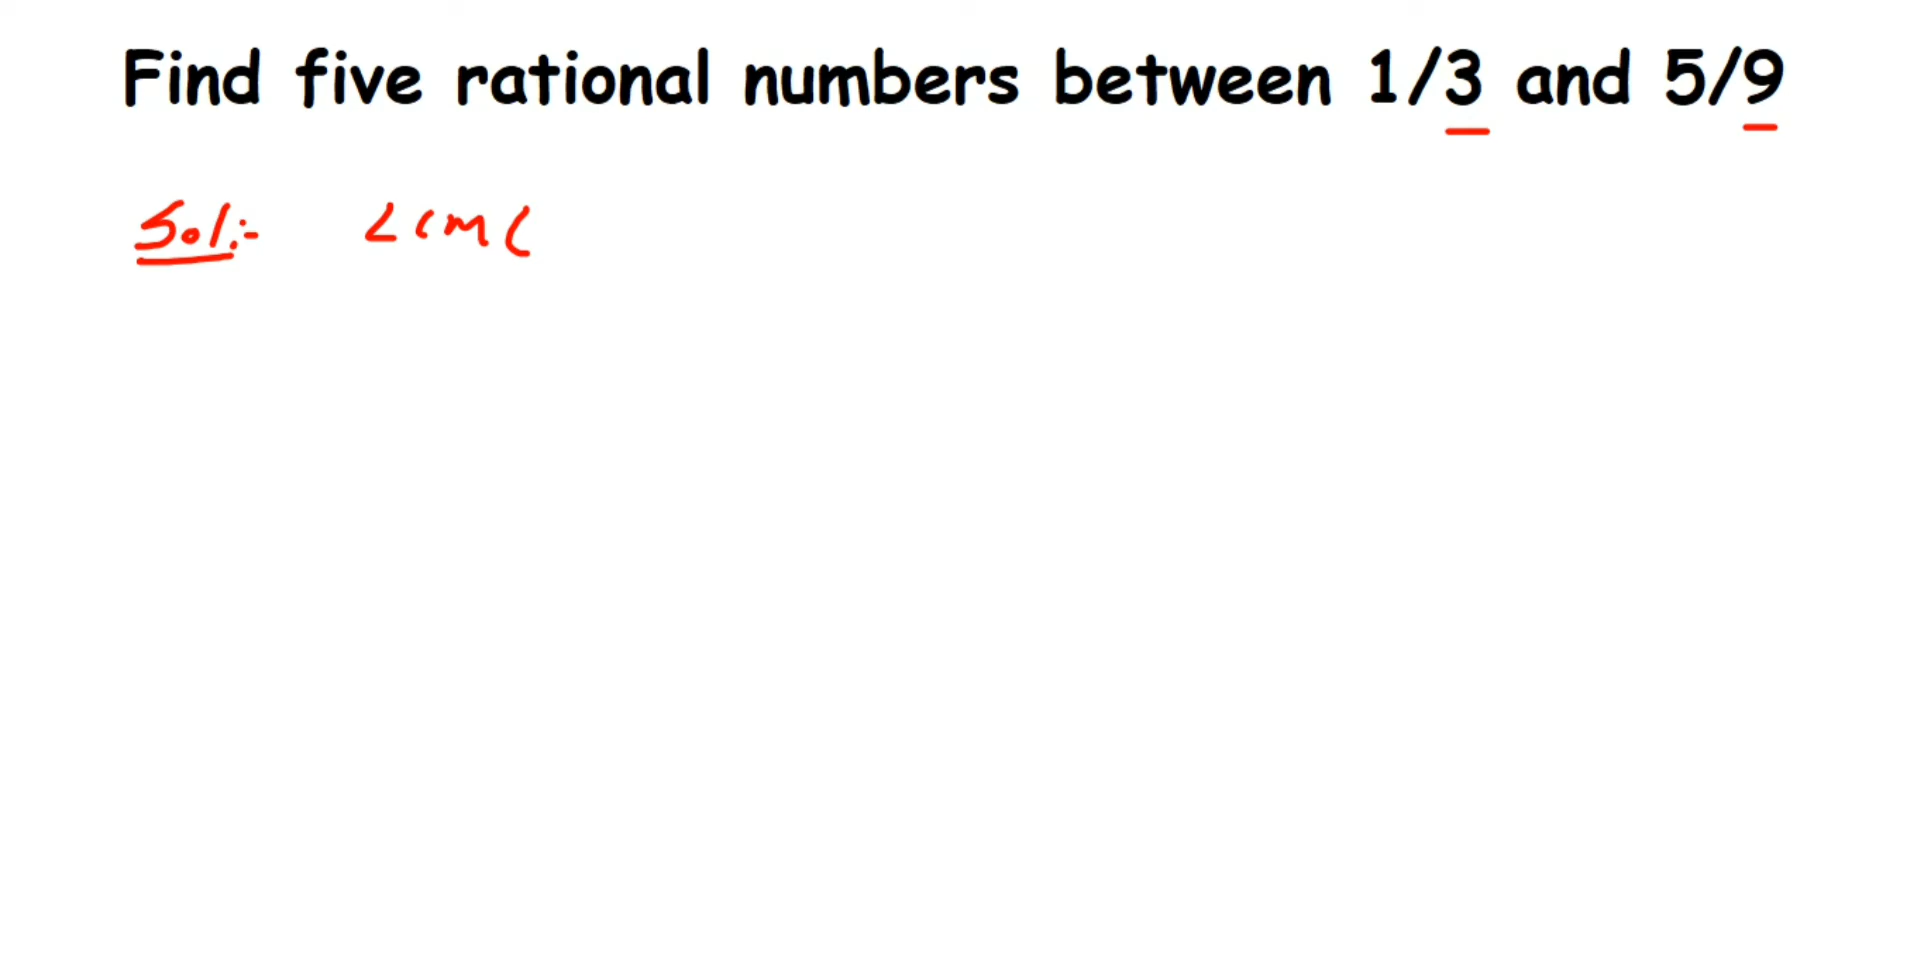 Find five rational numbers between 1/3 and 5/9
Sol:- LCM (